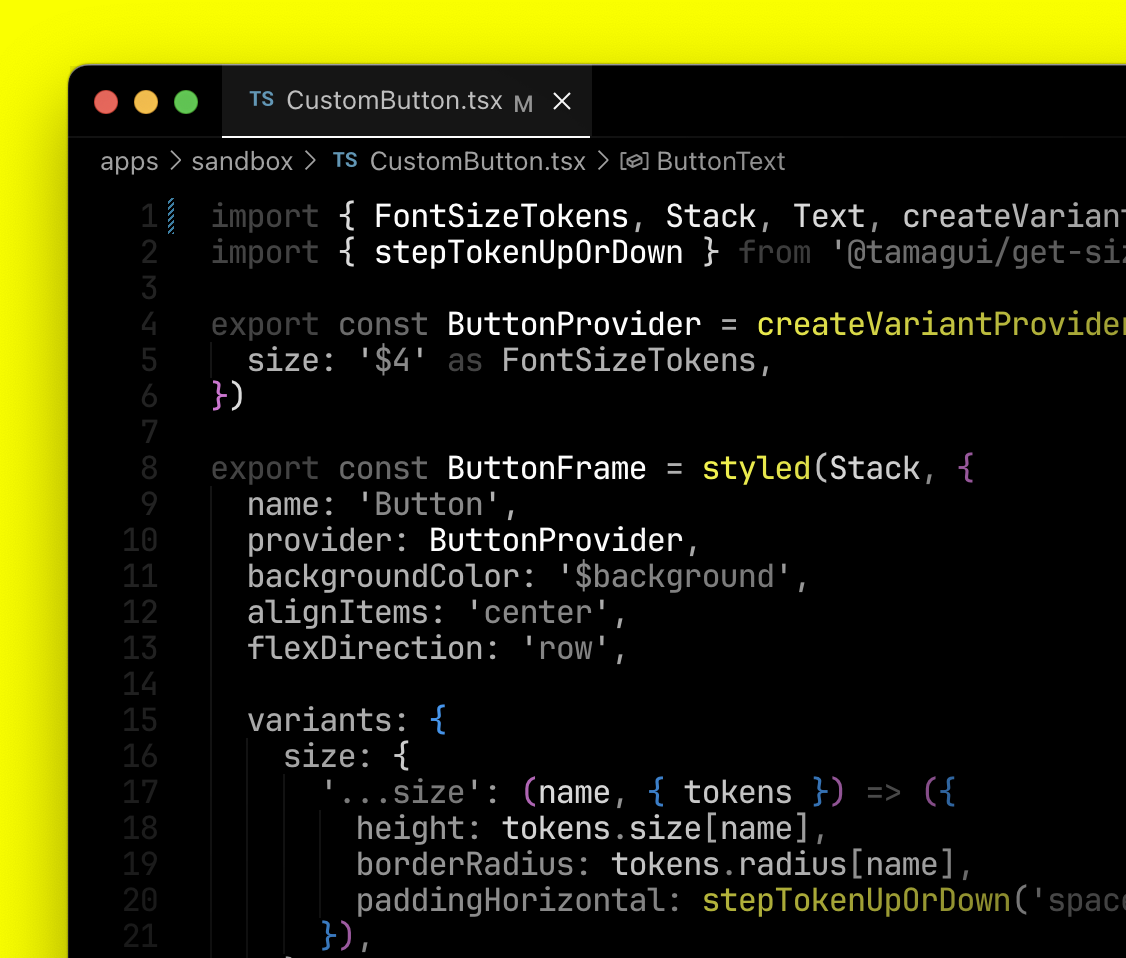 TS CustomButton.tsx M
apps > sandbox > TS CustomButton.tsx > ButtonText
1 import { FontSizeTokens, Stack, Text, createVariant
2 import { stepTokenUpOrDown } from '@tamagui/get-siz
3
4 export const ButtonProvider = createVariantProvider
5 size: '$4' as FontSizeTokens,
6 })
7
8 export const ButtonFrame = styled(Stack, {
9 name: 'Button',
10 provider: ButtonProvider,
11 backgroundColor: '$background',
12 alignItems: 'center',
13 flexDirection: 'row',
14
15 variants: {
16 size: {
17 '...size': (name, { tokens }) => ({
18 height: tokens.size[name],
19 borderRadius: tokens.radius[name],
20 paddingHorizontal: stepTokenUpOrDown('space
21 }),